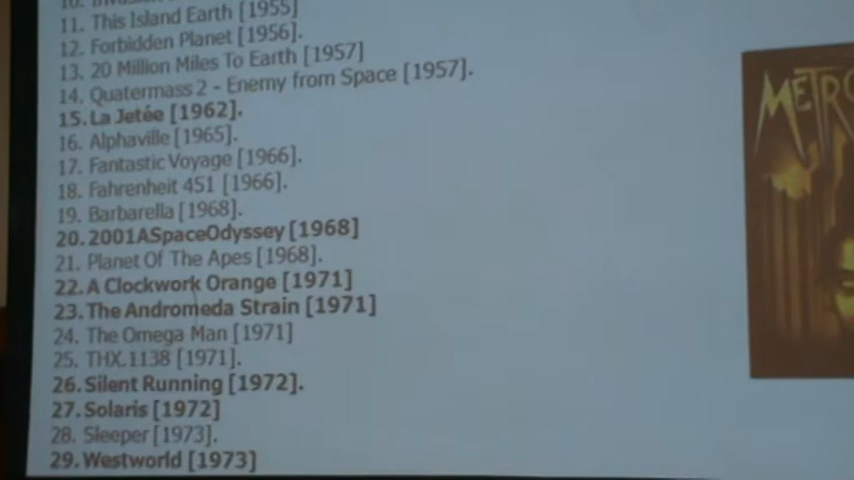 11. This Island Earth [1955]
12. Forbidden Planet [1956].
13. 20 Million Miles To Earth [1957]
14. Quatermass 2 - Enemy from Space [1957].
15. La Jetée [1962].
16. Alphaville [1965].
17. Fantastic Voyage [1966].
18. Fahrenheit 451 [1966].
19. Barbarella [1968].
20. 2001ASpaceOdyssey [1968]
21. Planet Of The Apes [1968].
22. A Clockwork Orange [1971]
23. The Andromeda Strain [1971]
24. The Omega Man [1971]
25. THX.1138 [1971].
26. Silent Running [1972].
27. Solaris [1972]
28. Sleeper [1973].
29. Westworld [1973]
METRO